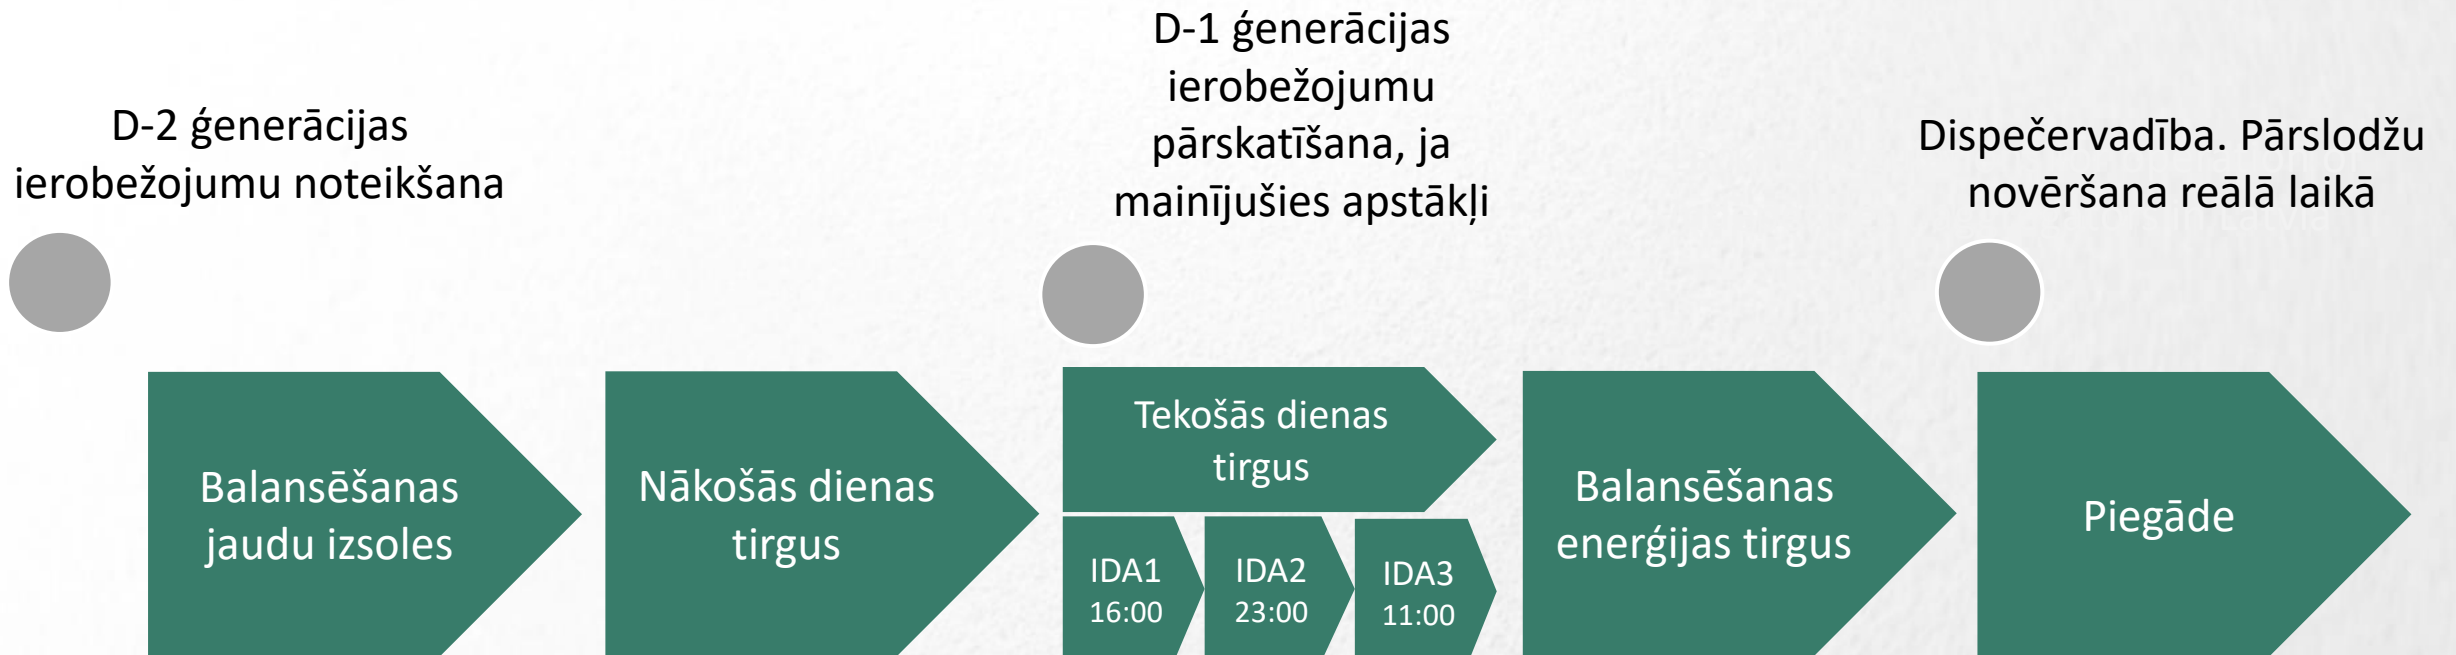 D-2 ģenerācijas
ierobežojumu noteikšana
D-1 ģenerācijas
ierobežojumu
pārskatīšana, ja
mainījušies apstākļi
Dispečervadība. Pārslodžu
novēršana reālā laikā
Balansēšanas
jaudu izsoles
Nākošās dienas
tirgus
Tekošās dienas
tirgus
IDA1
16:00
IDA2
23:00
IDA3
11:00
Balansēšanas
enerģijas tirgus
Piegāde